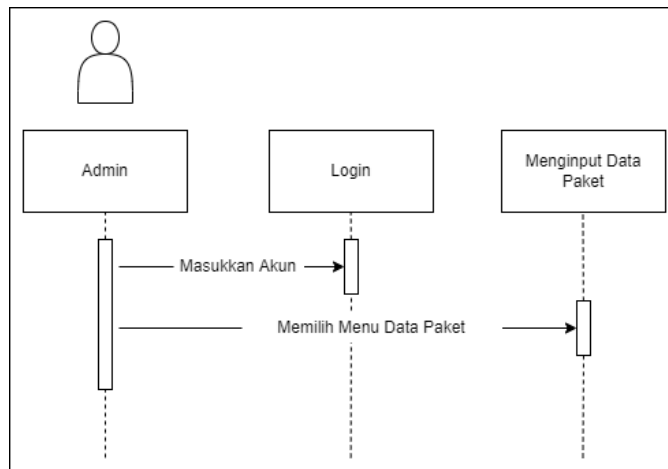 Admin
Login
Menginput Data
Paket
Masukkan Akun
Memilih Menu Data Paket